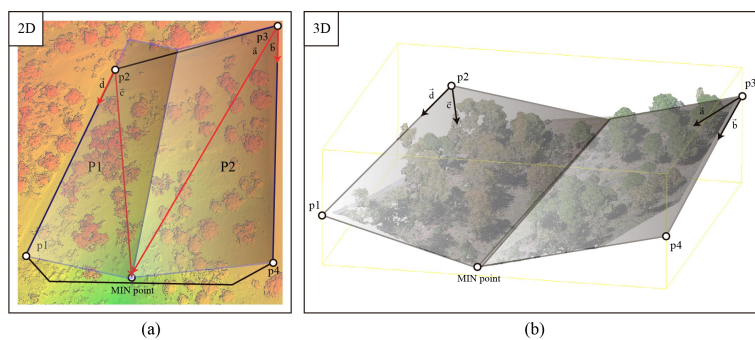 2D
p3
a⃗
b⃗
p2
d⃗
c⃗
P1
P2
p1
p4
MIN point
(a)
3D
p2
d⃗
c⃗
p3
a⃗
b⃗
p1
p4
MIN point
(b)